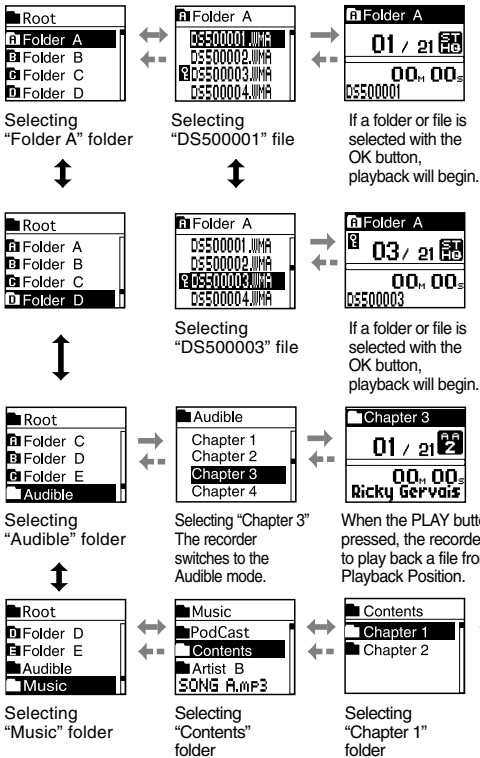 Root
A Folder A
B Folder B
C Folder C
D Folder D
Selecting
“Folder A” folder
A Folder A
DS500001.WMA
DS500002.WMA
DS500003.WMA
DS500004.WMA
Selecting
“DS500001” file
A Folder A
01 / 21 ST HQ
00M 00s
DS500001
If a folder or file is
selected with the
OK button,
playback will begin.
Root
A Folder A
B Folder B
C Folder C
D Folder D
A Folder A
DS500001.WMA
DS500002.WMA
DS500003.WMA
DS500004.WMA
Selecting
“DS500003” file
A Folder A
03 / 21 ST HQ
00M 00s
DS500003
If a folder or file is
selected with the
OK button,
playback will begin.
Root
A Folder C
B Folder D
C Folder E
Audible
Selecting
“Audible” folder
Audible
Chapter 1
Chapter 2
Chapter 3
Chapter 4
Selecting “Chapter 3”
The recorder
switches to the
Audible mode.
Chapter 3
01 / 21 AA 2
00M 00s
Ricky Gervais
When the PLAY butto
pressed, the recorde
to play back a file fro
Playback Position.
Root
D Folder D
E Folder E
Audible
Music
Selecting
“Music” folder
Music
PodCast
Contents
Artist B
SONG A.MP3
Selecting
“Contents”
folder
Contents
Chapter 1
Chapter 2
Selecting
“Chapter 1”
folder